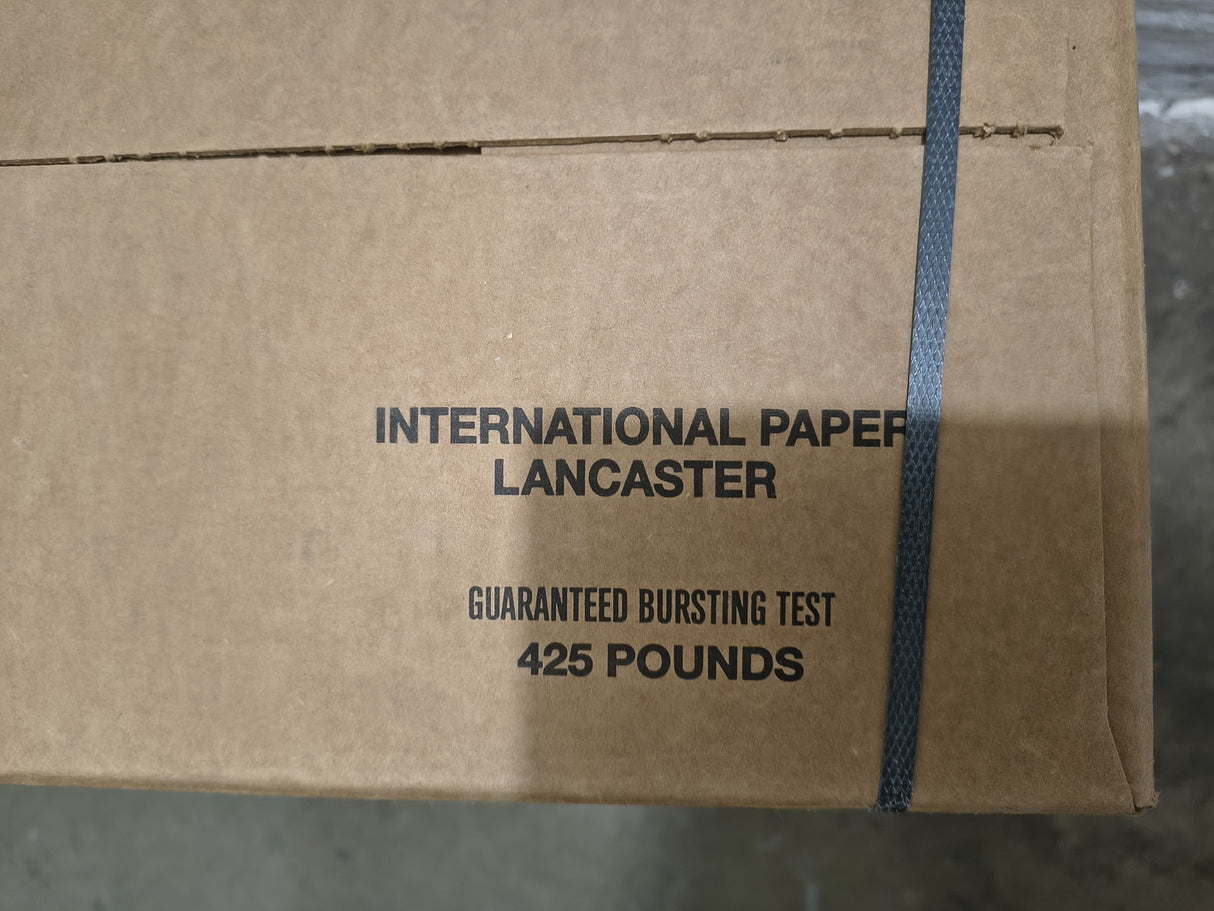 INTERNATIONAL PAPER
LANCASTER
GUARANTEED BURSTING TEST
425 POUNDS